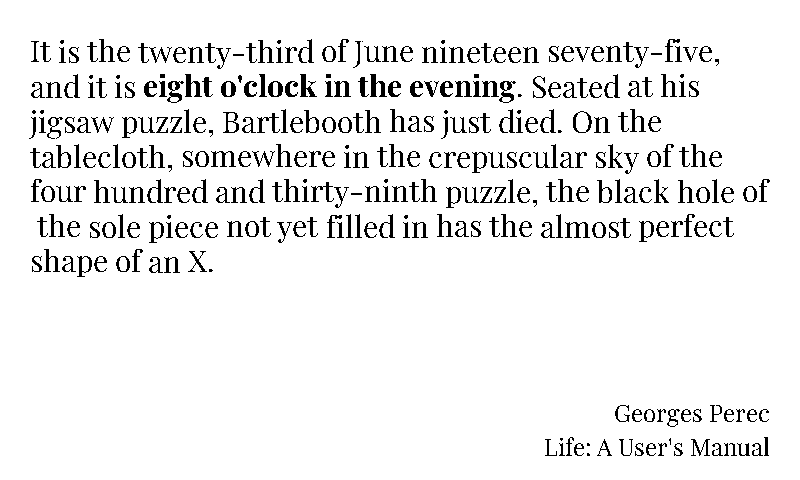 It is the twenty-third of June nineteen seventy-five,
and it is eight o'clock in the evening. Seated at his
jigsaw puzzle, Bartlebooth has just died. On the
tablecloth, somewhere in the crepuscular sky of the
four hundred and thirty-ninth puzzle, the black hole of
the sole piece not yet filled in has the almost perfect
shape of an X.
Georges Perec
Life: A User's Manual